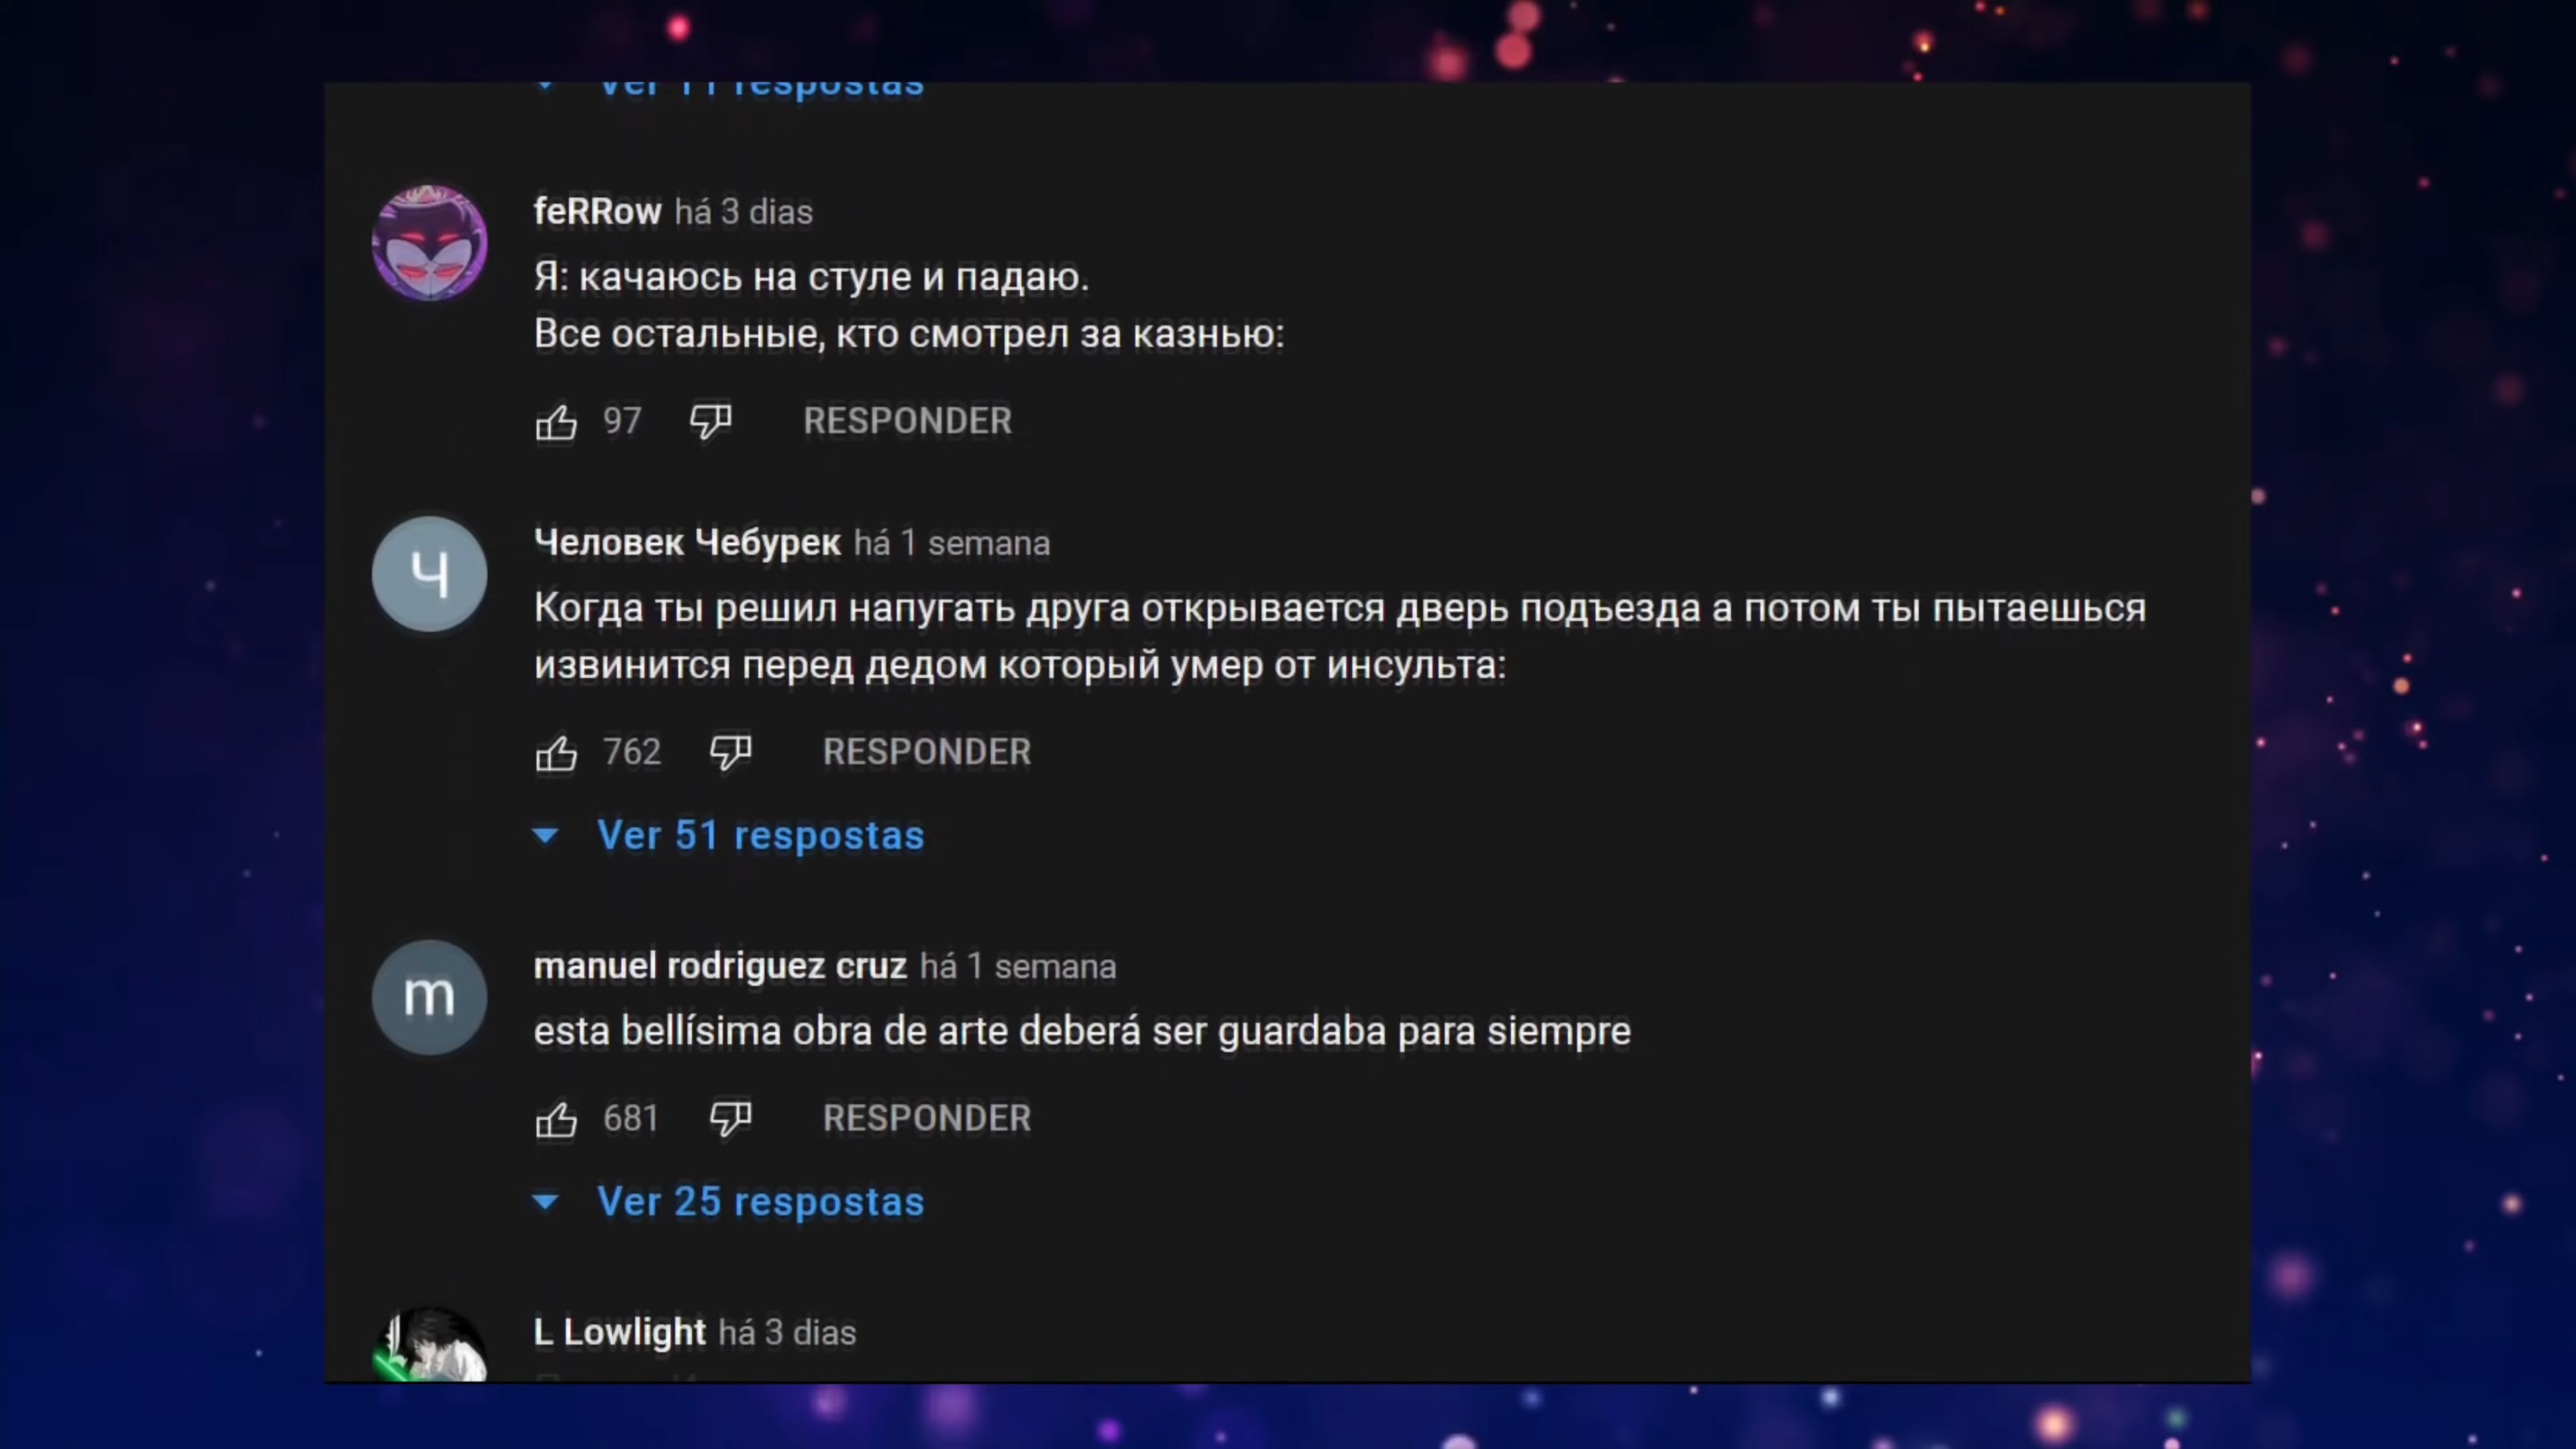 Ver 11 respostas
feRRow há 3 dias
Я: качаюсь на стуле и падаю.
Все остальные, кто смотрел за казнью:
97 RESPONDER
Человек Чебурек há 1 semana
Ч
Когда ты решил напугать друга открывается дверь подъезда а потом ты пытаешься
извинится перед дедом который умер от инсульта:
762 RESPONDER
Ver 51 respostas
manuel rodriguez cruz há 1 semana
m
esta bellísima obra de arte deberá ser guardaba para siempre
681 RESPONDER
Ver 25 respostas
L Lowlight há 3 dias